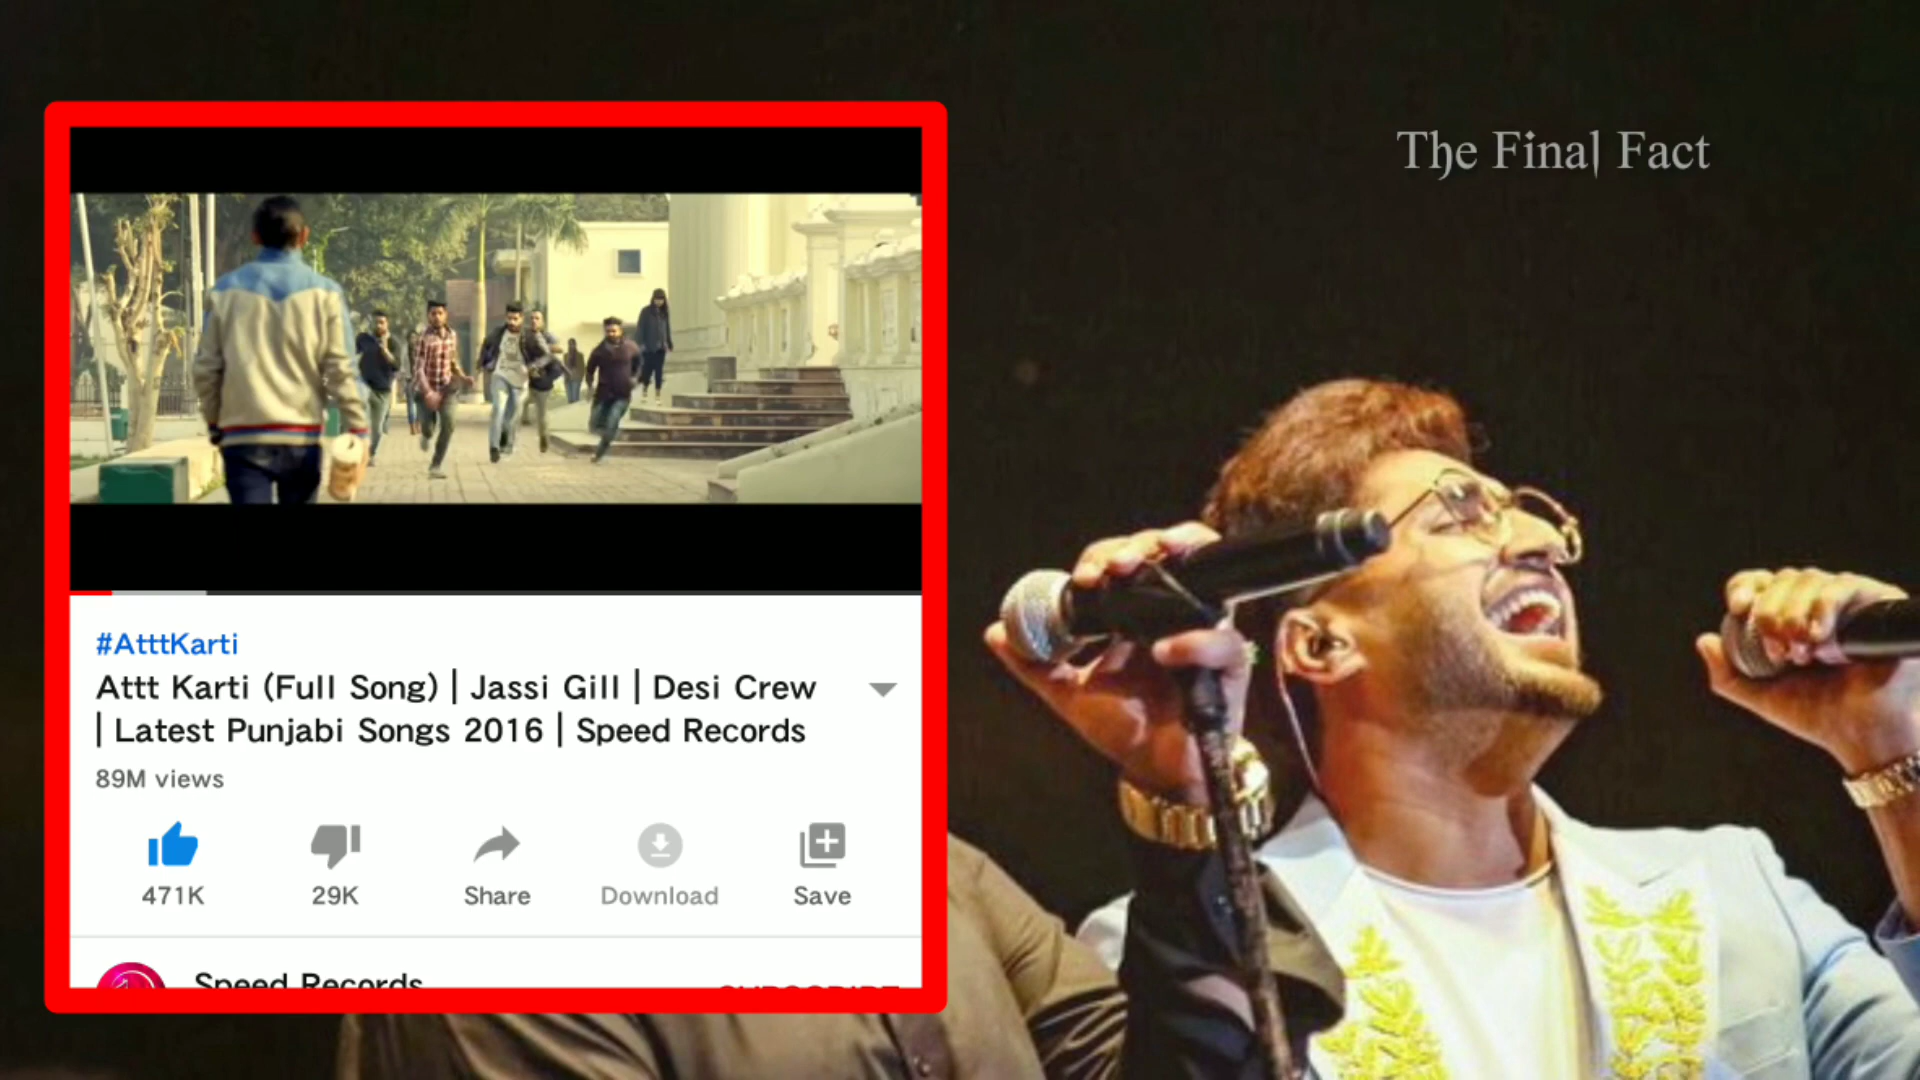 The Final Fact
#AtttKarti
Attt Karti (Full Song) | Jassi Gill | Desi Crew
| Latest Punjabi Songs 2016 | Speed Records
89M views
471K
29K
Share
Download
Save
Speed Records
SUBSCRIBE